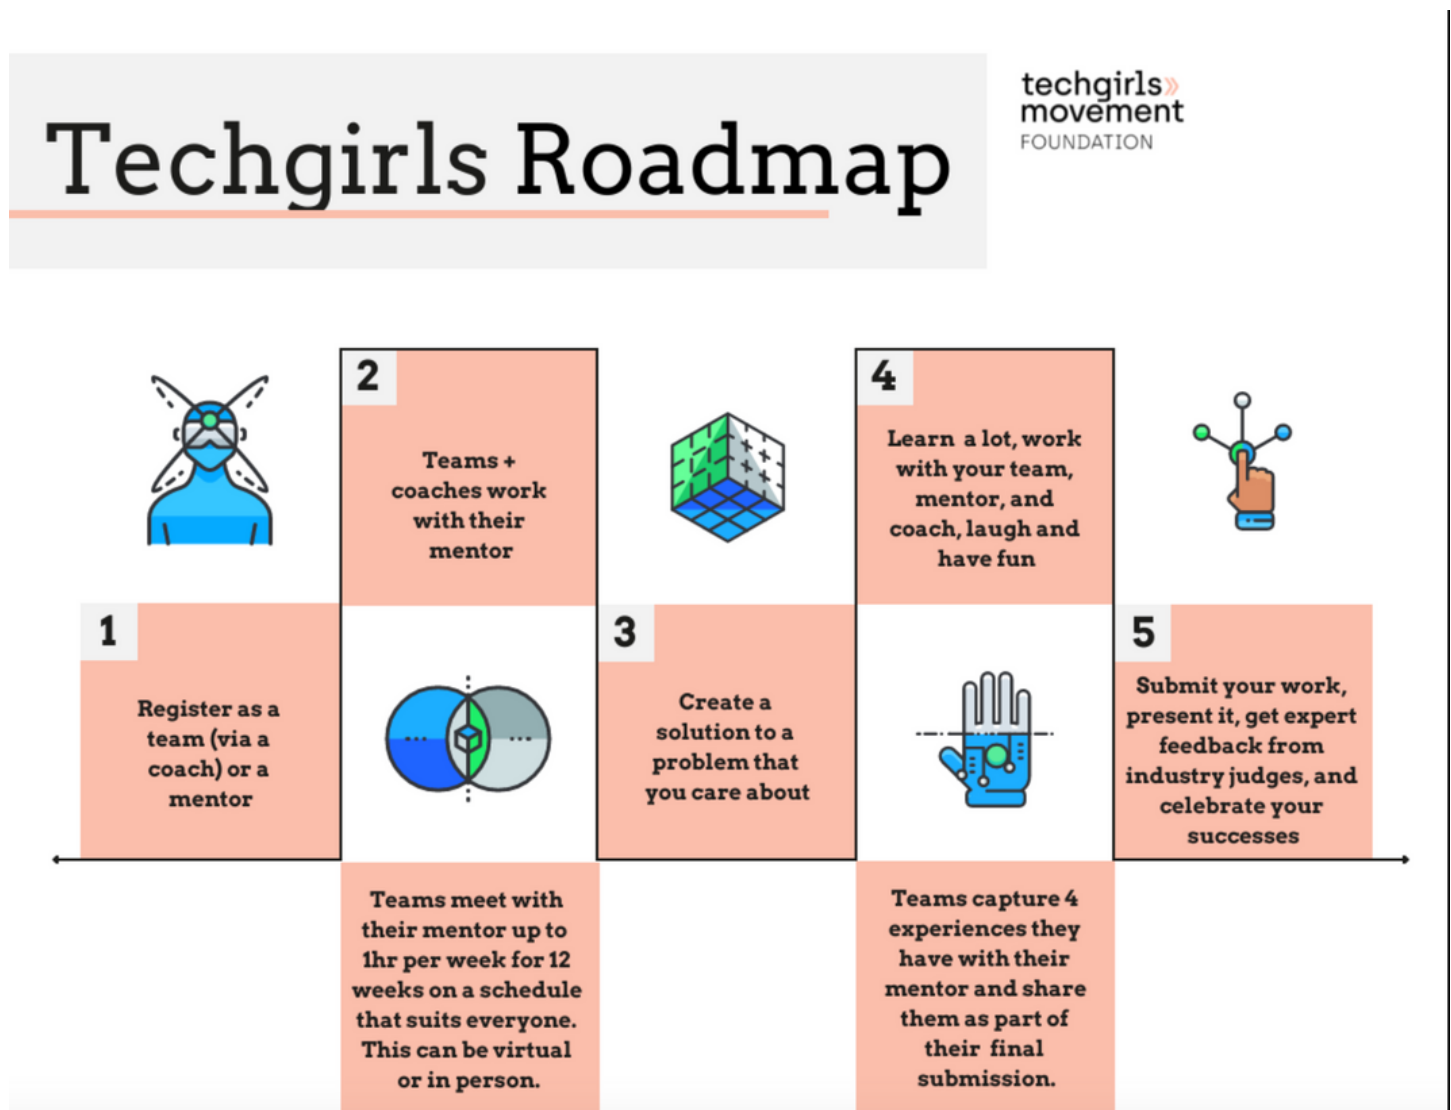 Techgirls Roadmap
techgirls»
movement
FOUNDATION
1
Register as a
team (via a
coach) or a
mentor
2
Teams +
coaches work
with their
mentor
Teams meet with
their mentor up to
1hr per week for 12
weeks on a schedule
that suits everyone.
This can be virtual
or in person.
3
Create a
solution to a
problem that
you care about
4
Learn a lot, work
with your team,
mentor, and
coach, laugh and
have fun
Teams capture 4
experiences they
have with their
mentor and share
them as part of
their final
submission.
5
Submit your work,
present it, get expert
feedback from
industry judges, and
celebrate your
successes